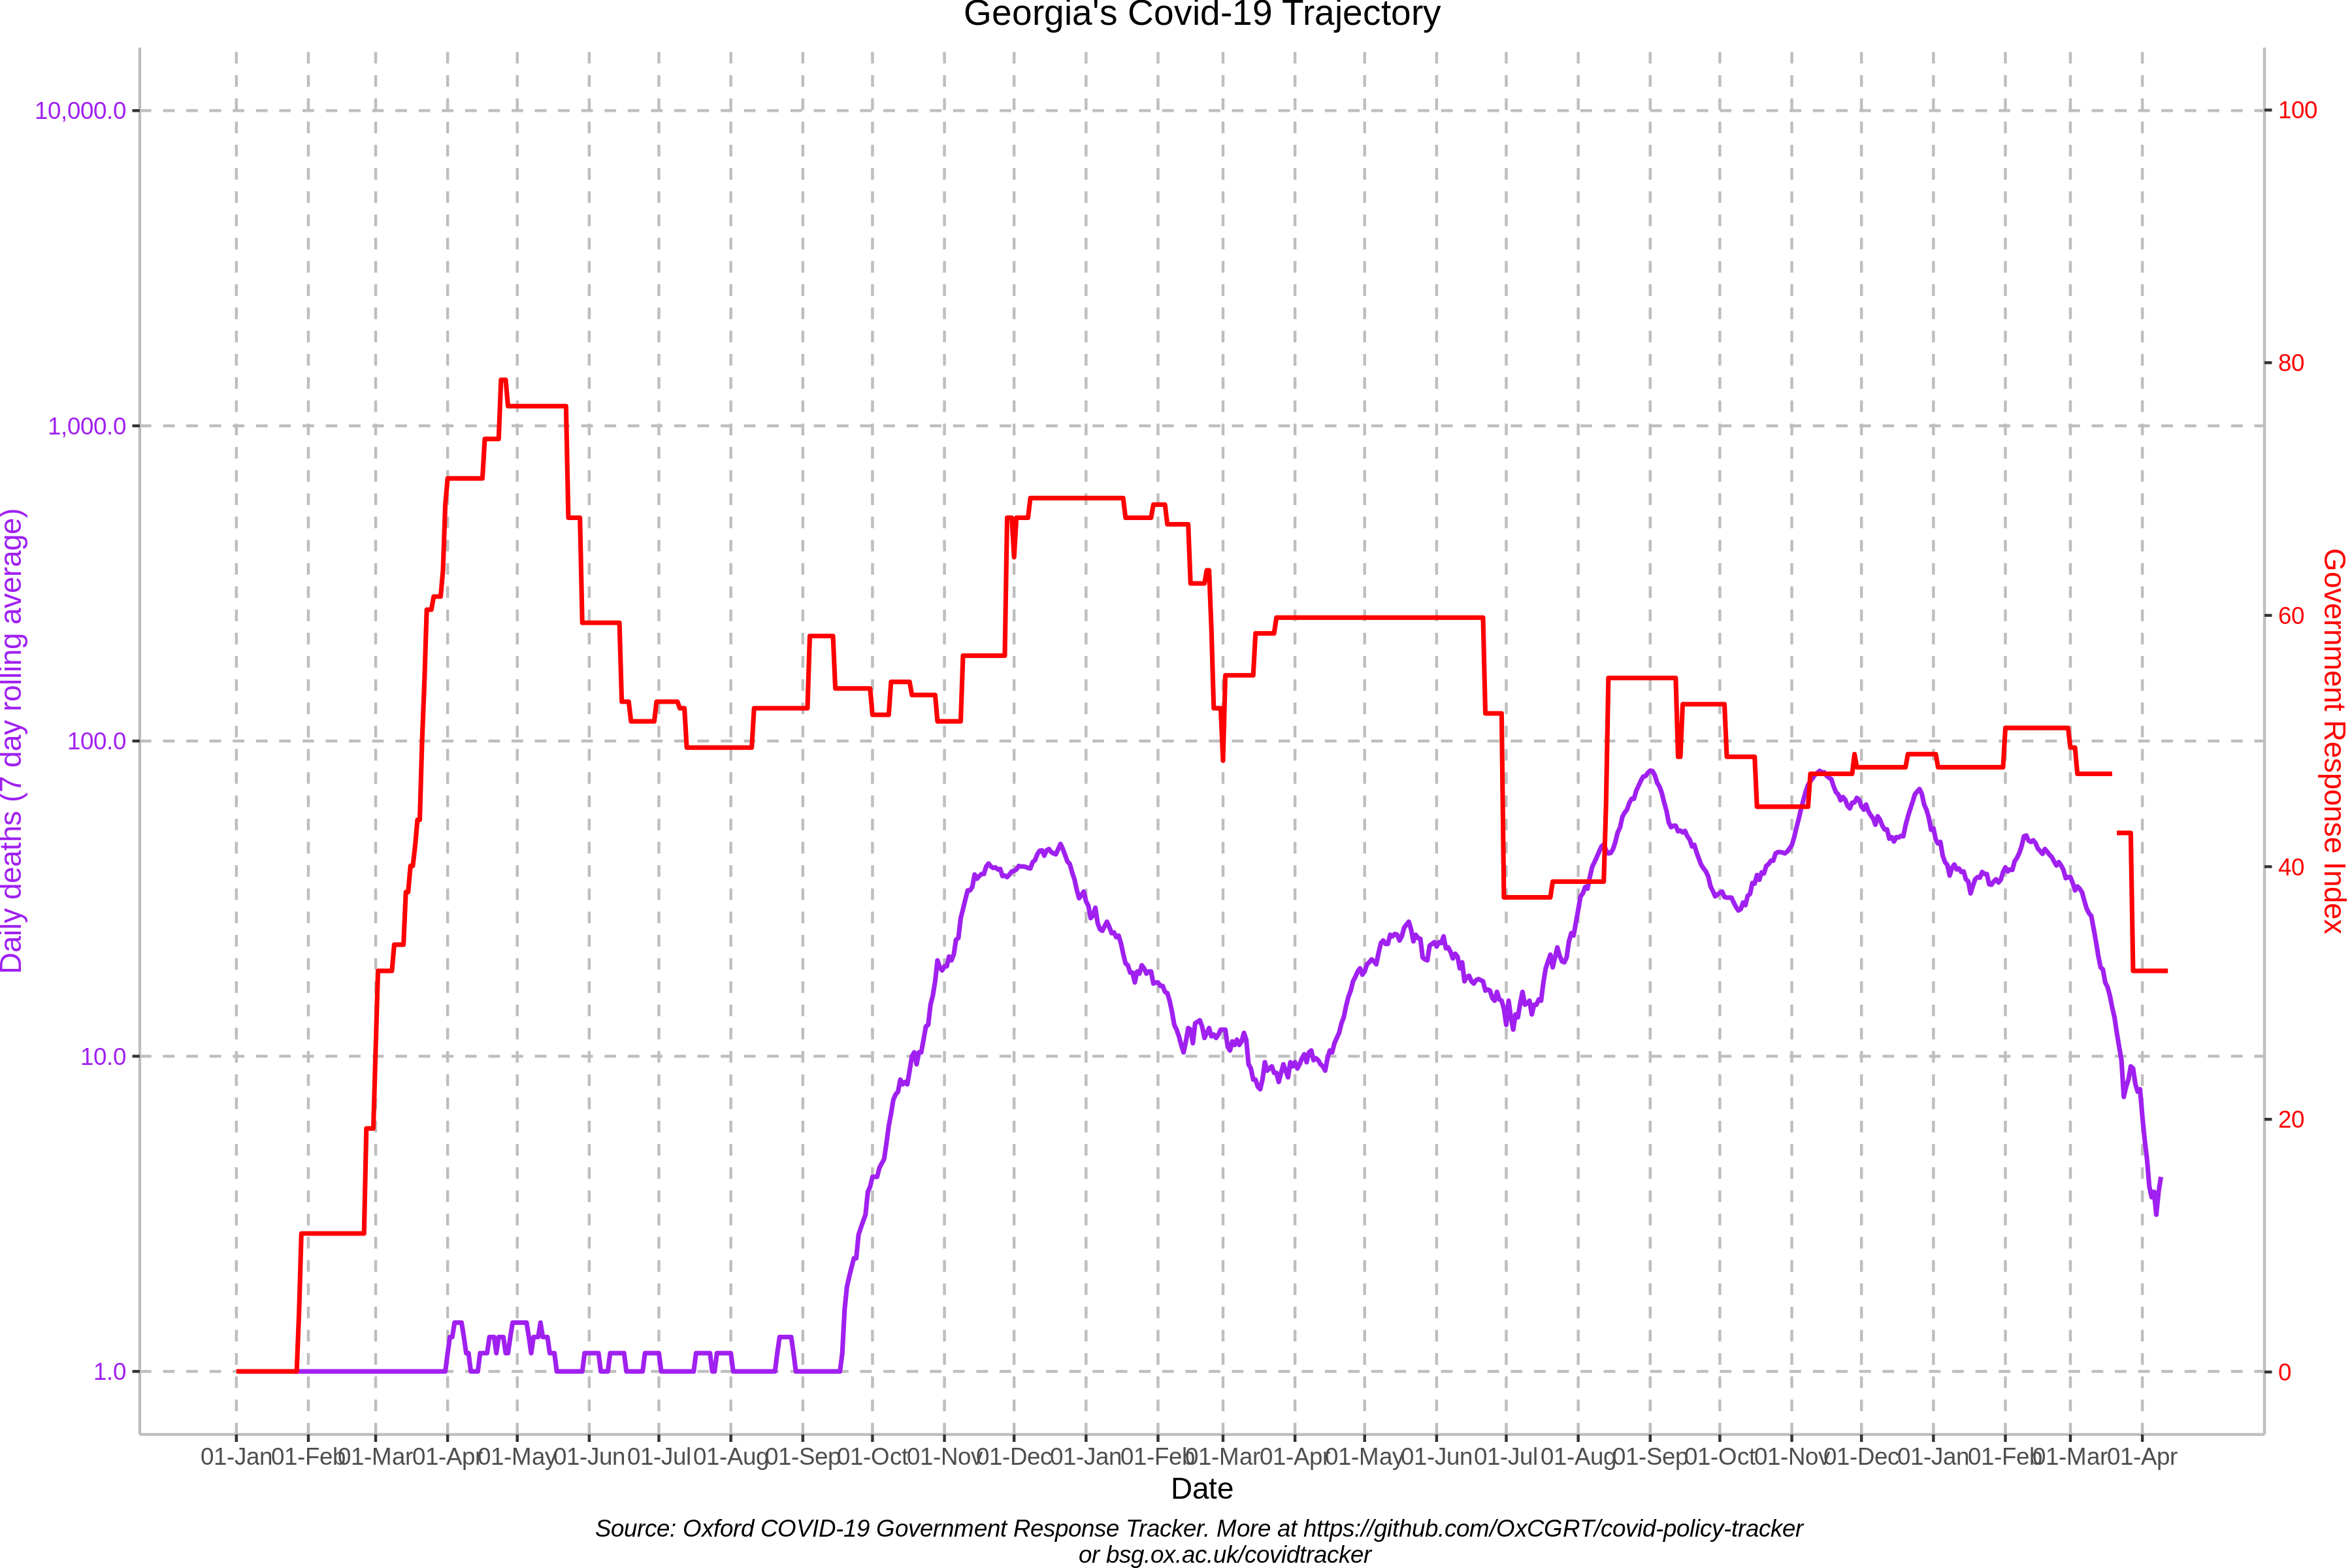 Georgia's Covid-19 Trajectory
10,000.0
1,000.0
100.0
10.0
1.0
Daily deaths (7 day rolling average)
100
80
60
40
20
0
Government Response Index
01-Jan 01-Feb 01-Mar 01-Apr 01-May 01-Jun 01-Jul 01-Aug 01-Sep 01-Oct 01-Nov 01-Dec 01-Jan 01-Feb 01-Mar 01-Apr 01-May 01-Jun 01-Jul 01-Aug 01-Sep 01-Oct 01-Nov 01-Dec 01-Jan 01-Feb 01-Mar 01-Apr
Date
Source: Oxford COVID-19 Government Response Tracker. More at https://github.com/OxCGRT/covid-policy-tracker
or bsg.ox.ac.uk/covidtracker